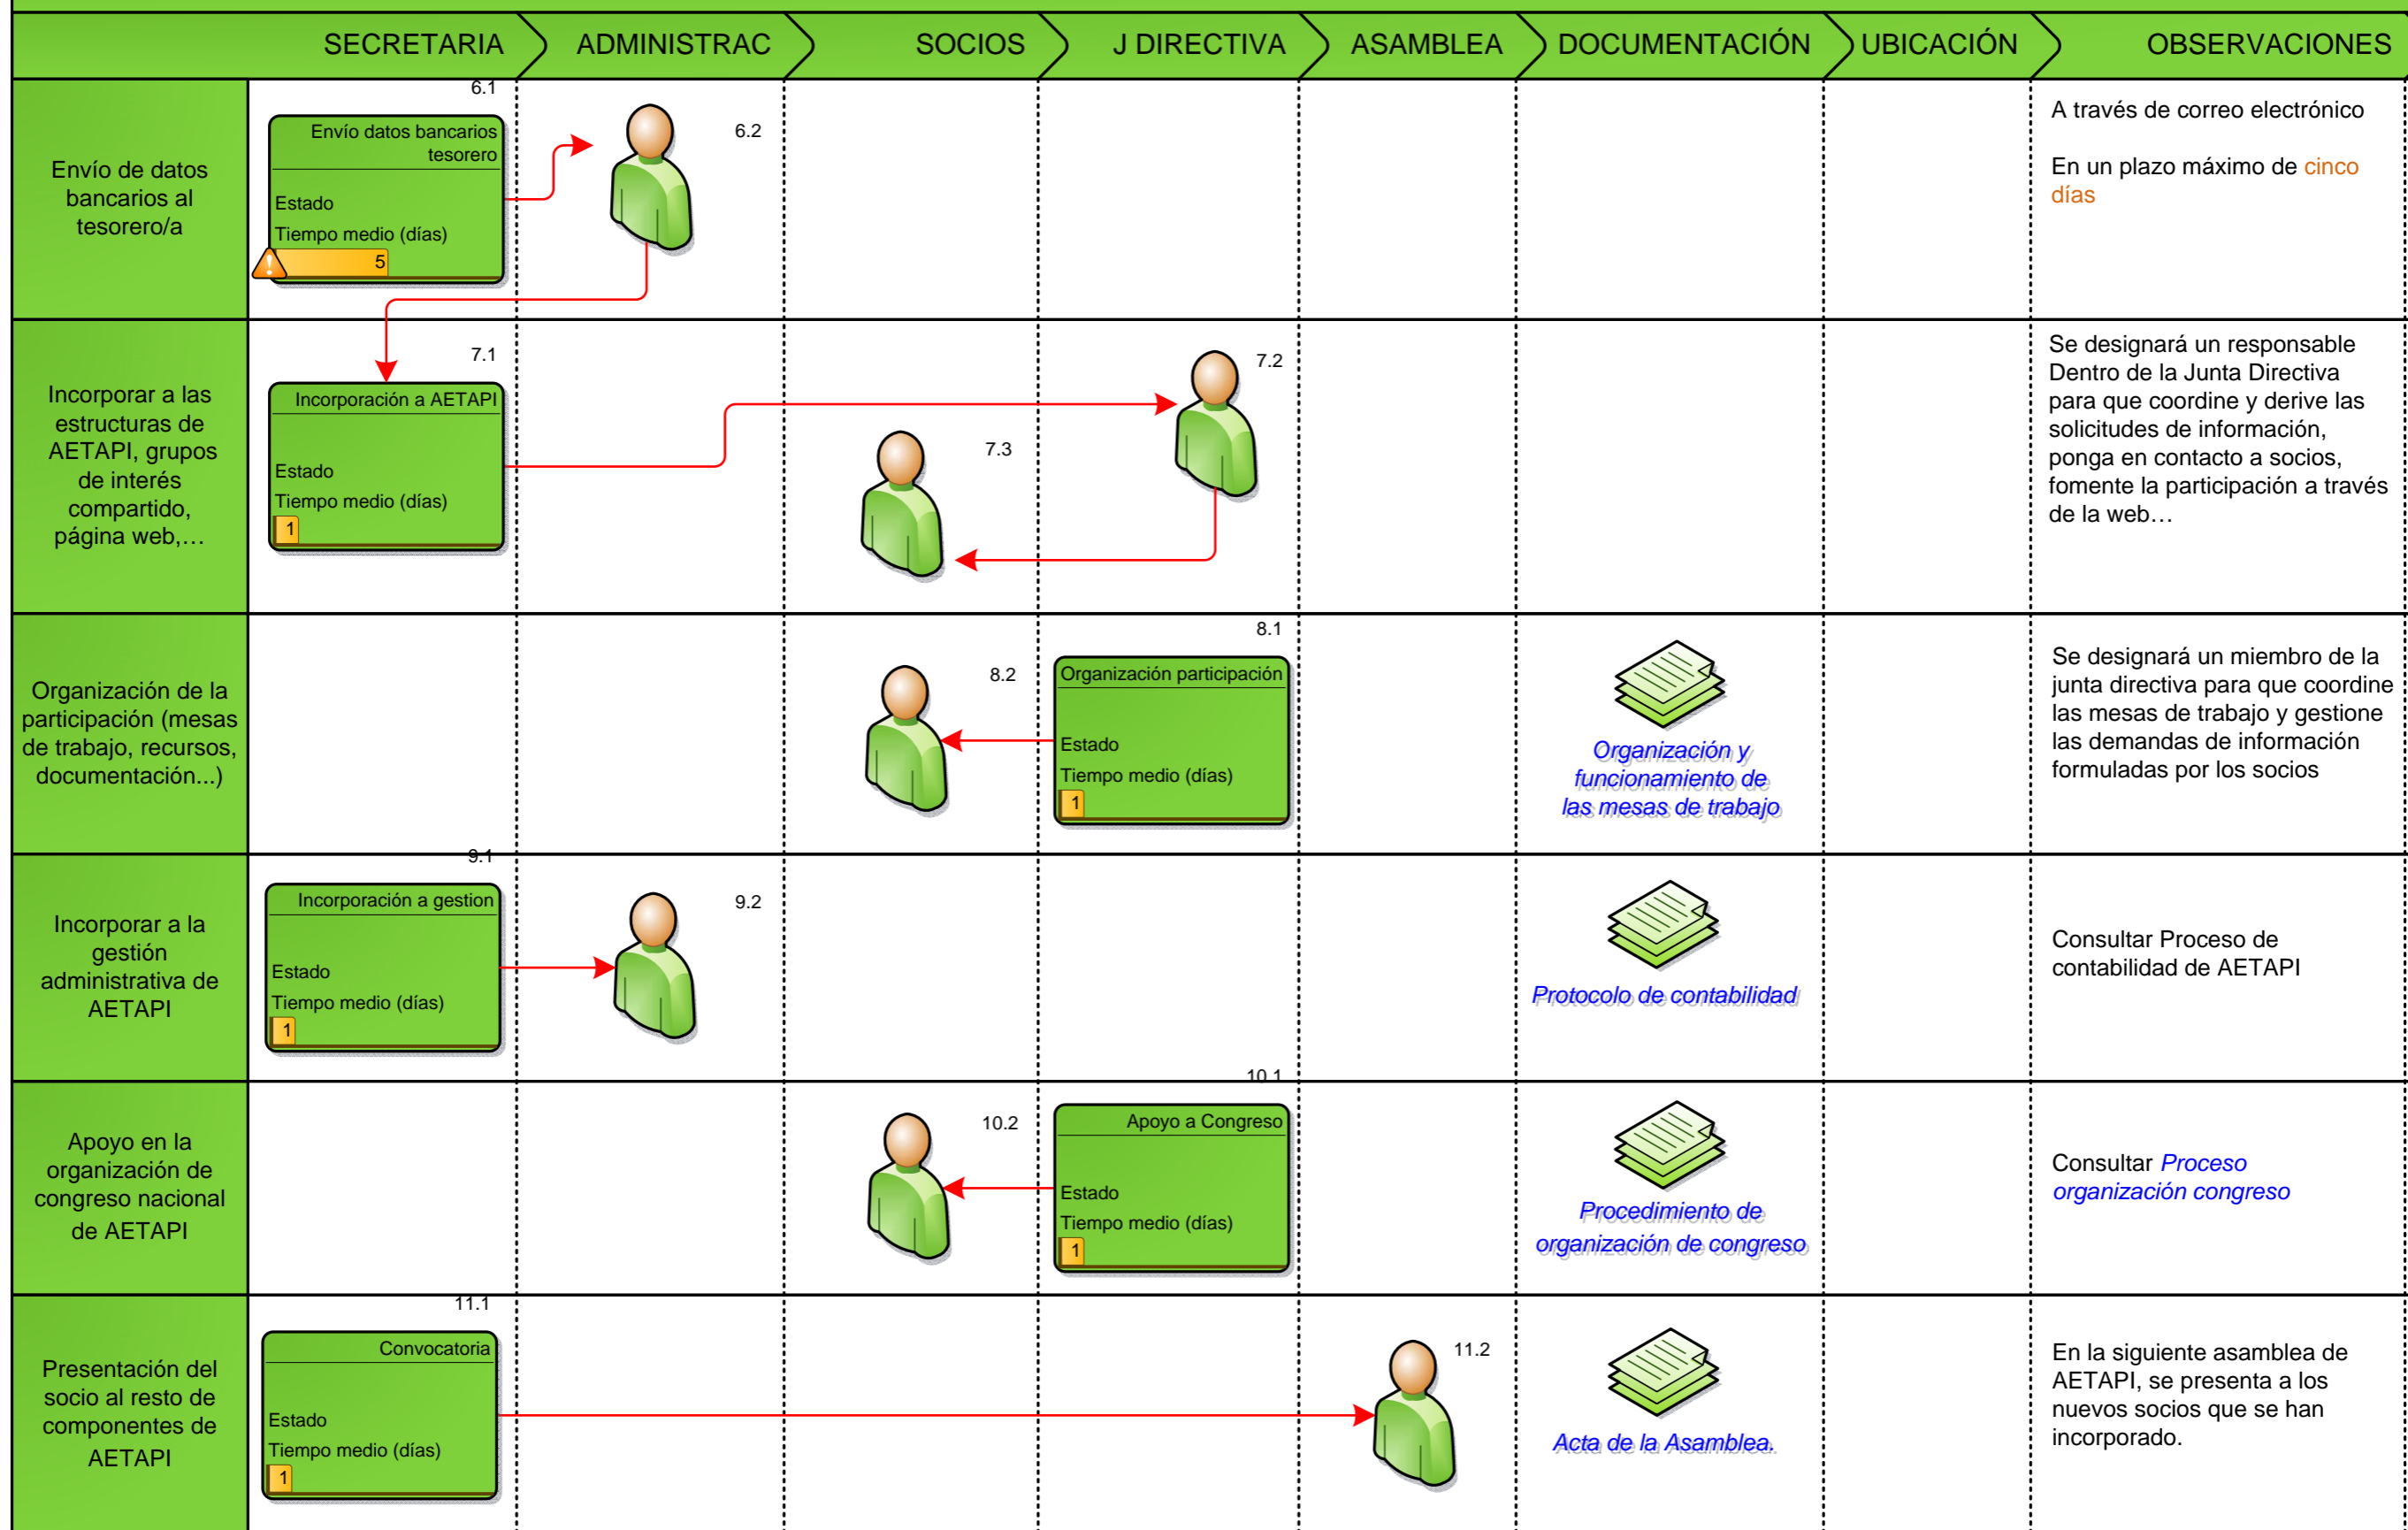 SECRETARIA
ADMINISTRAC
SOCIOS
J DIRECTIVA
ASAMBLEA
DOCUMENTACIÓN
UBICACIÓN
OBSERVACIONES
Envío de datos
bancarios al
tesorero/a
6.1
Envío datos bancarios
tesorero
Estado
Tiempo medio (días)
5
6.2
A través de correo electrónico
En un plazo máximo de cinco
días
Incorporar a las
estructuras de
AETAPI, grupos
de interés
compartido,
página web,…
7.1
Incorporación a AETAPI
Estado
Tiempo medio (días)
1
7.3
7.2
Se designará un responsable
Dentro de la Junta Directiva
para que coordine y derive las
solicitudes de información,
ponga en contacto a socios,
fomente la participación a través
de la web…
Organización de la
participación (mesas
de trabajo, recursos,
documentación...)
8.2
8.1
Organización participación
Estado
Tiempo medio (días)
1
Organización y
funcionamiento de
las mesas de trabajo
Se designará un miembro de la
junta directiva para que coordine
las mesas de trabajo y gestione
las demandas de información
formuladas por los socios
Incorporar a la
gestión
administrativa de
AETAPI
9.1
Incorporación a gestion
Estado
Tiempo medio (días)
1
9.2
Protocolo de contabilidad
Consultar Proceso de
contabilidad de AETAPI
Apoyo en la
organización de
congreso nacional
de AETAPI
10.2
10.1
Apoyo a Congreso
Estado
Tiempo medio (días)
1
Procedimiento de
organización de congreso
Consultar Proceso
organización congreso
Presentación del
socio al resto de
componentes de
AETAPI
11.1
Convocatoria
Estado
Tiempo medio (días)
1
11.2
Acta de la Asamblea.
En la siguiente asamblea de
AETAPI, se presenta a los
nuevos socios que se han
incorporado.